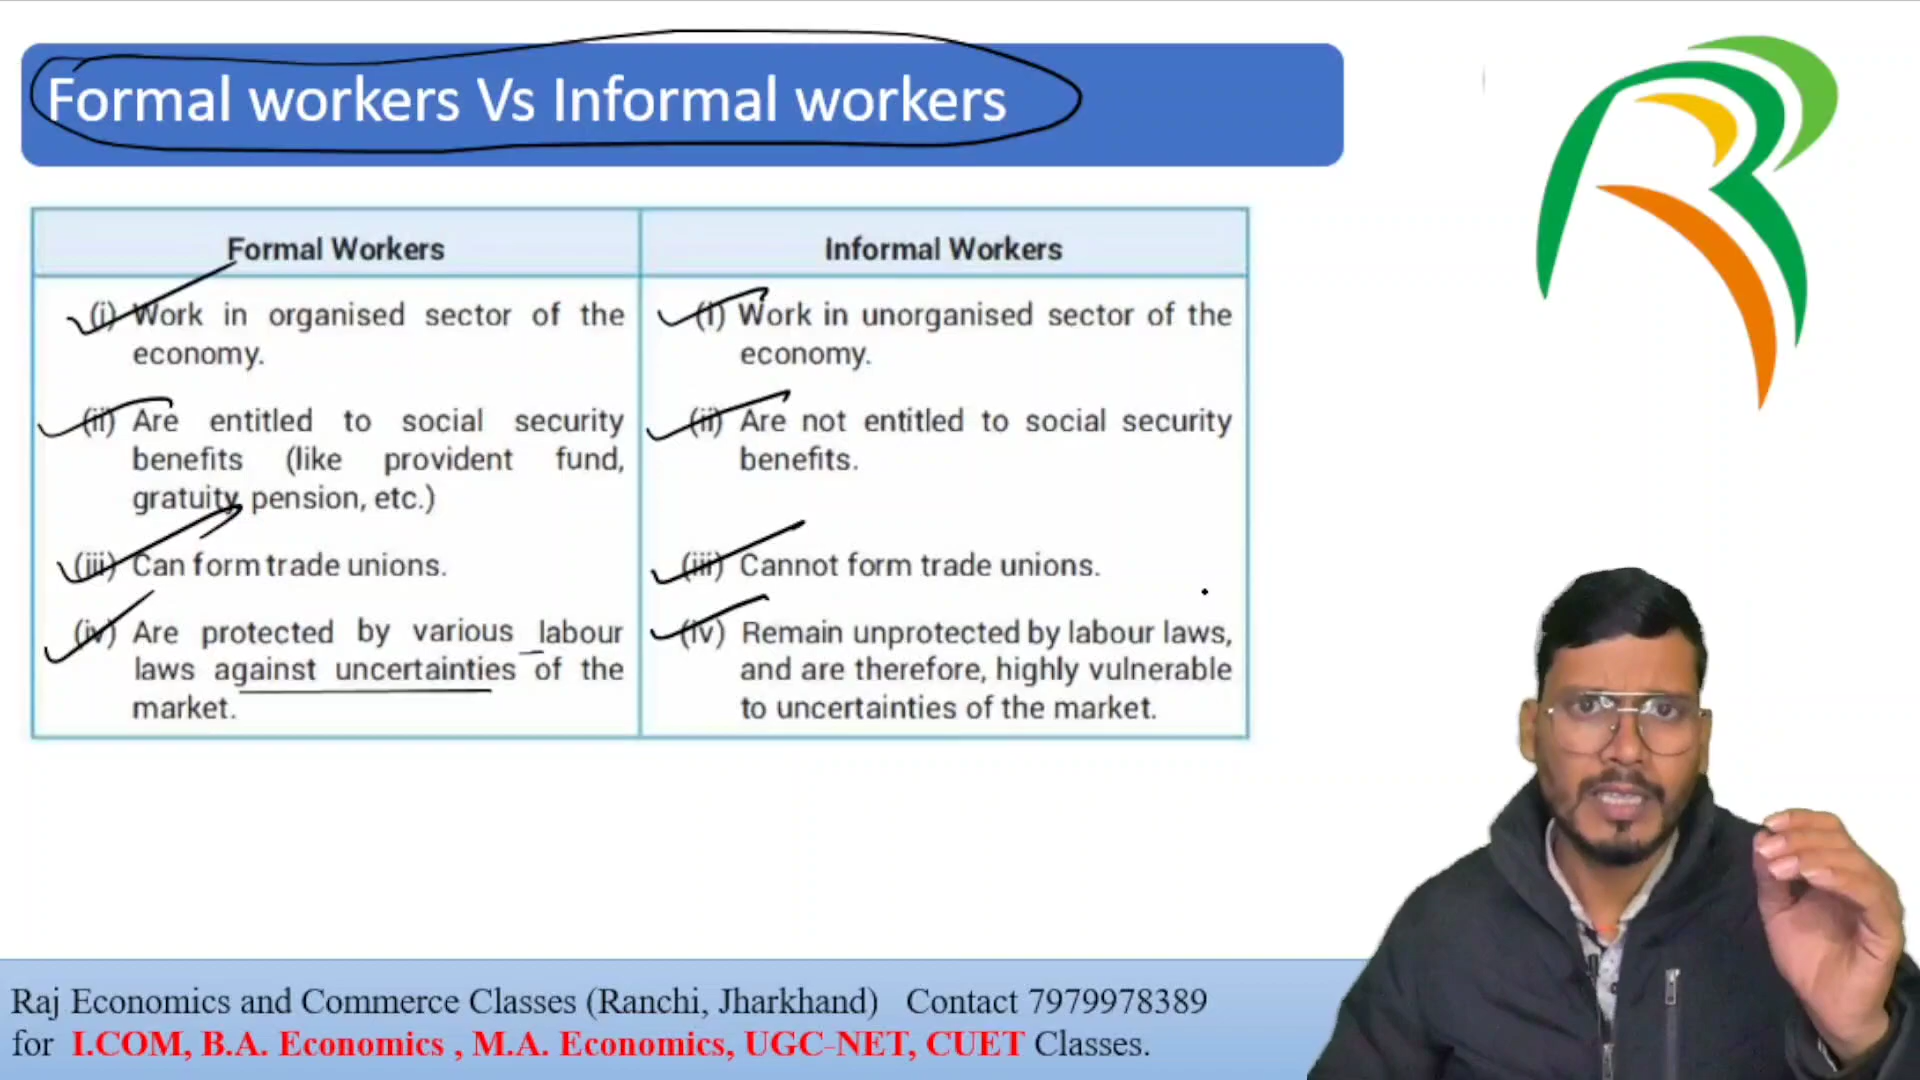 Formal workers Vs Informal workers
Formal Workers
(i) Work in organised sector of the
economy.
(ii) Are entitled to social security
benefits (like provident fund,
gratuity, pension, etc.)
(iii) Can form trade unions.
(iv) Are protected by various labour
laws against uncertainties of the
market.
Informal Workers
(i) Work in unorganised sector of the
economy.
(ii) Are not entitled to social security
benefits.
(iii) Cannot form trade unions.
(iv) Remain unprotected by labour laws,
and are therefore, highly vulnerable
to uncertainties of the market.
Raj Economics and Commerce Classes (Ranchi, Jharkhand) Contact 7979978389
for I.COM, B.A. Economics , M.A. Economics, UGC-NET, CUET Classes.